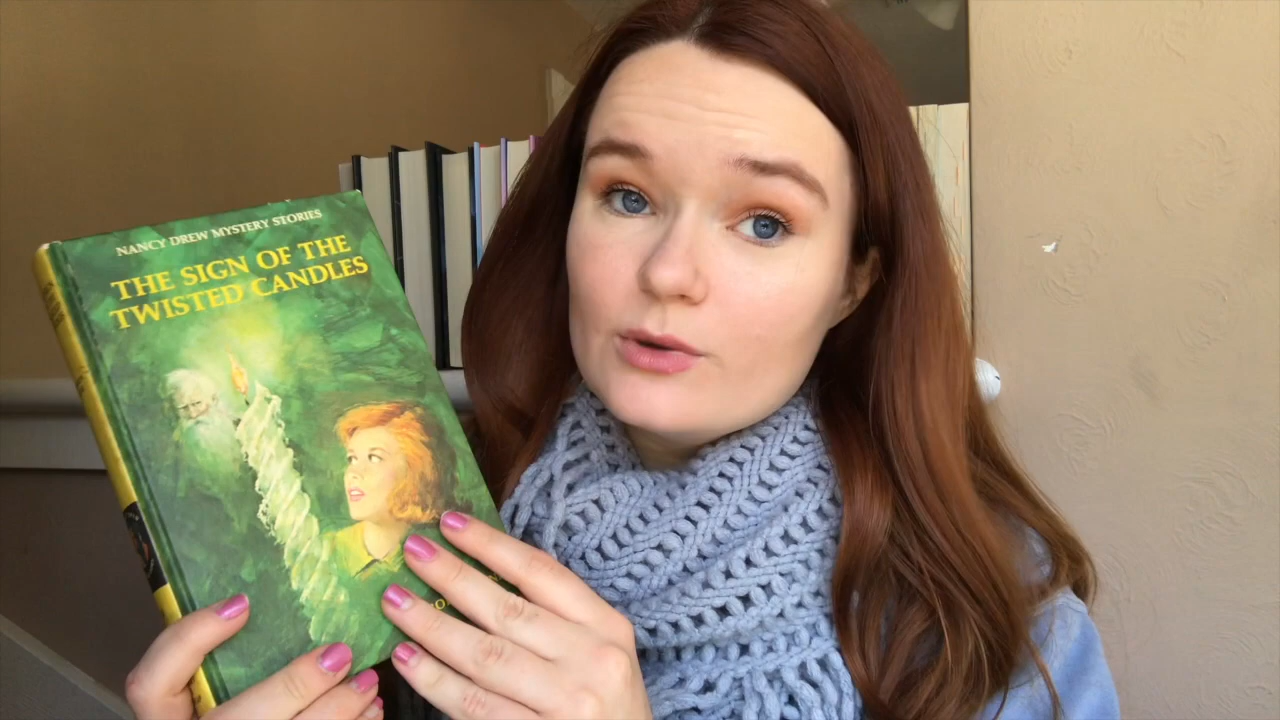 NANCY DREW MYSTERY STORIES
THE SIGN OF THE
TWISTED CANDLES